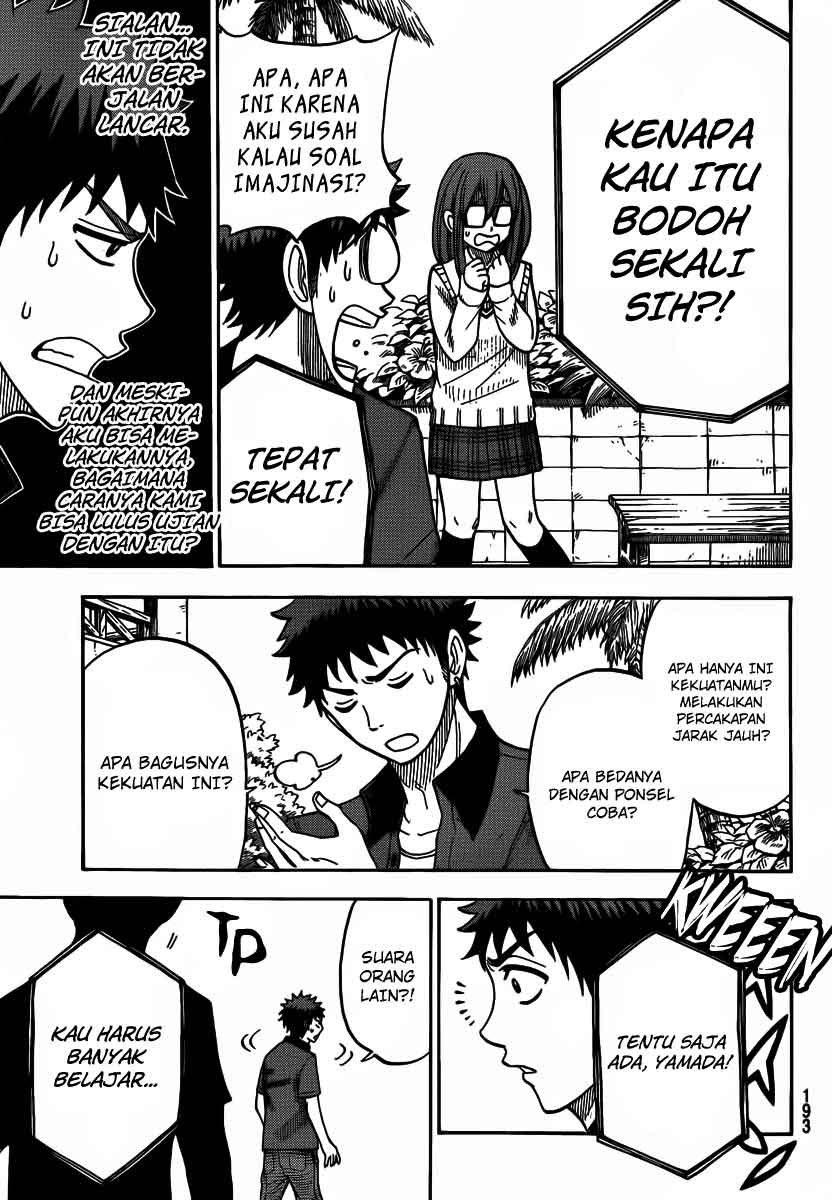 KENAPA
KAU ITU
BODOH
SEKALI
SIH?!
APA, APA
INI KARENA
AKU SUSAH
KALAU SOAL
IMAJINASI?
TEPAT
SEKALI!
SIALAN...
INI TIDAK
AKAN BER-
JALAN
LANCAR.
DAN MESKI-
PUN AKHIRNYA
AKU BISA ME-
LAKUKANNYA,
BAGAIMANA
CARANYA KAMI
BISA LULUS UJIAN
DENGAN ITU?
APA HANYA INI
KEKUATANMU?
MELAKUKAN
PERCAKAPAN
JARAK JAUH?
APA BEDANYA
DENGAN PONSEL
COBA?
APA BAGUSNYA
KEKUATAN INI?
KWEEEN
TENTU SAJA
ADA, YAMADA!
SUARA
ORANG
LAIN?!
TP
KAU HARUS
BANYAK
BELAJAR...
193